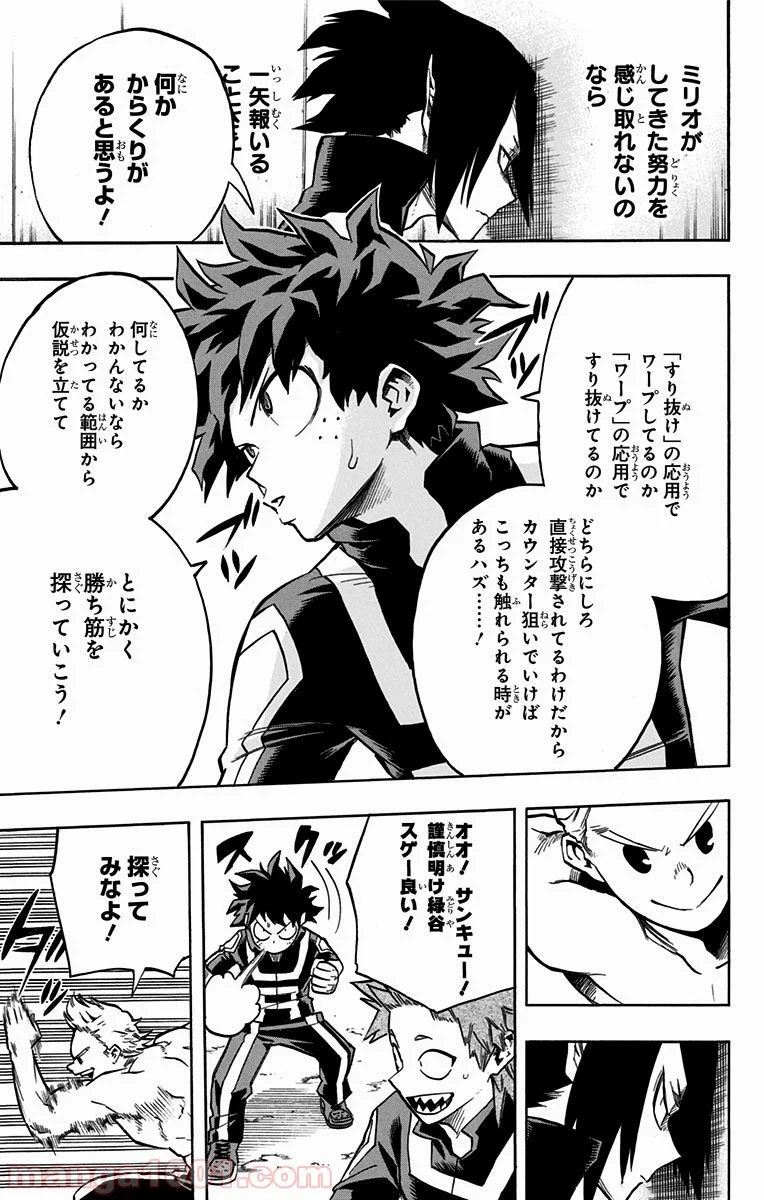 ミリオが
してきた努力を
感じ取れないの
なら
一矢報いる
こと
何か
からくりが
あると思うよ!
「すり抜け」の応用で
ワープしてるのか
「ワープ」の応用で
すり抜けてるのか
どちらにしろ
直接攻撃されてるわけだから
カウンター狙いでいけば
こっちも触れられる時が
あるハズ……!
何してるか
わかんないなら
わかってる範囲から
仮説を立てて
とにかく
勝ち筋を
探っていこう!
オオ!サンキュー!
謹慎明け緑谷
スゲー良い!
探って
みなよ!